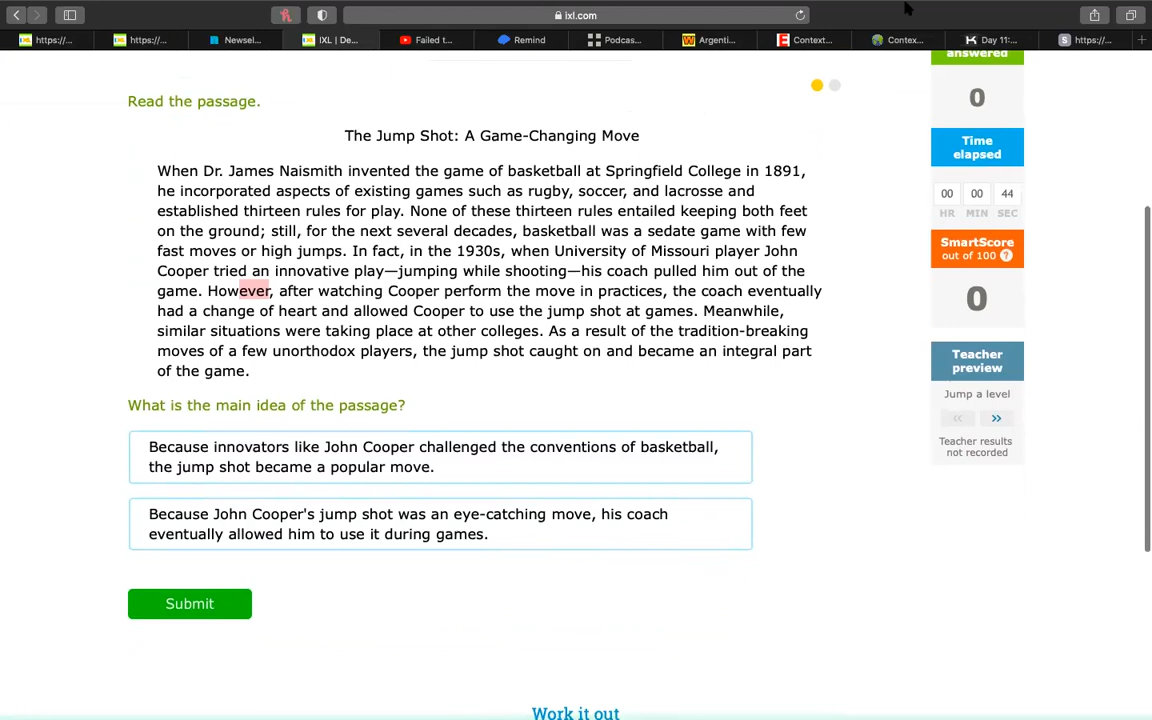 ixl.com
https://...
https://...
Newsel...
IXL | De...
Failed t...
Remind
Podcas...
Argenti...
Context...
Contex...
Day 11:...
https://...
answered
0
Time
elapsed
00 00 44
HR MIN SEC
SmartScore
out of 100 ?
0
Teacher
preview
Jump a level
<< >>
Teacher results
not recorded
Read the passage.
The Jump Shot: A Game-Changing Move
When Dr. James Naismith invented the game of basketball at Springfield College in 1891,
he incorporated aspects of existing games such as rugby, soccer, and lacrosse and
established thirteen rules for play. None of these thirteen rules entailed keeping both feet
on the ground; still, for the next several decades, basketball was a sedate game with few
fast moves or high jumps. In fact, in the 1930s, when University of Missouri player John
Cooper tried an innovative play—jumping while shooting—his coach pulled him out of the
game. However, after watching Cooper perform the move in practices, the coach eventually
had a change of heart and allowed Cooper to use the jump shot at games. Meanwhile,
similar situations were taking place at other colleges. As a result of the tradition-breaking
moves of a few unorthodox players, the jump shot caught on and became an integral part
of the game.
What is the main idea of the passage?
Because innovators like John Cooper challenged the conventions of basketball,
the jump shot became a popular move.
Because John Cooper's jump shot was an eye-catching move, his coach
eventually allowed him to use it during games.
Submit
Work it out